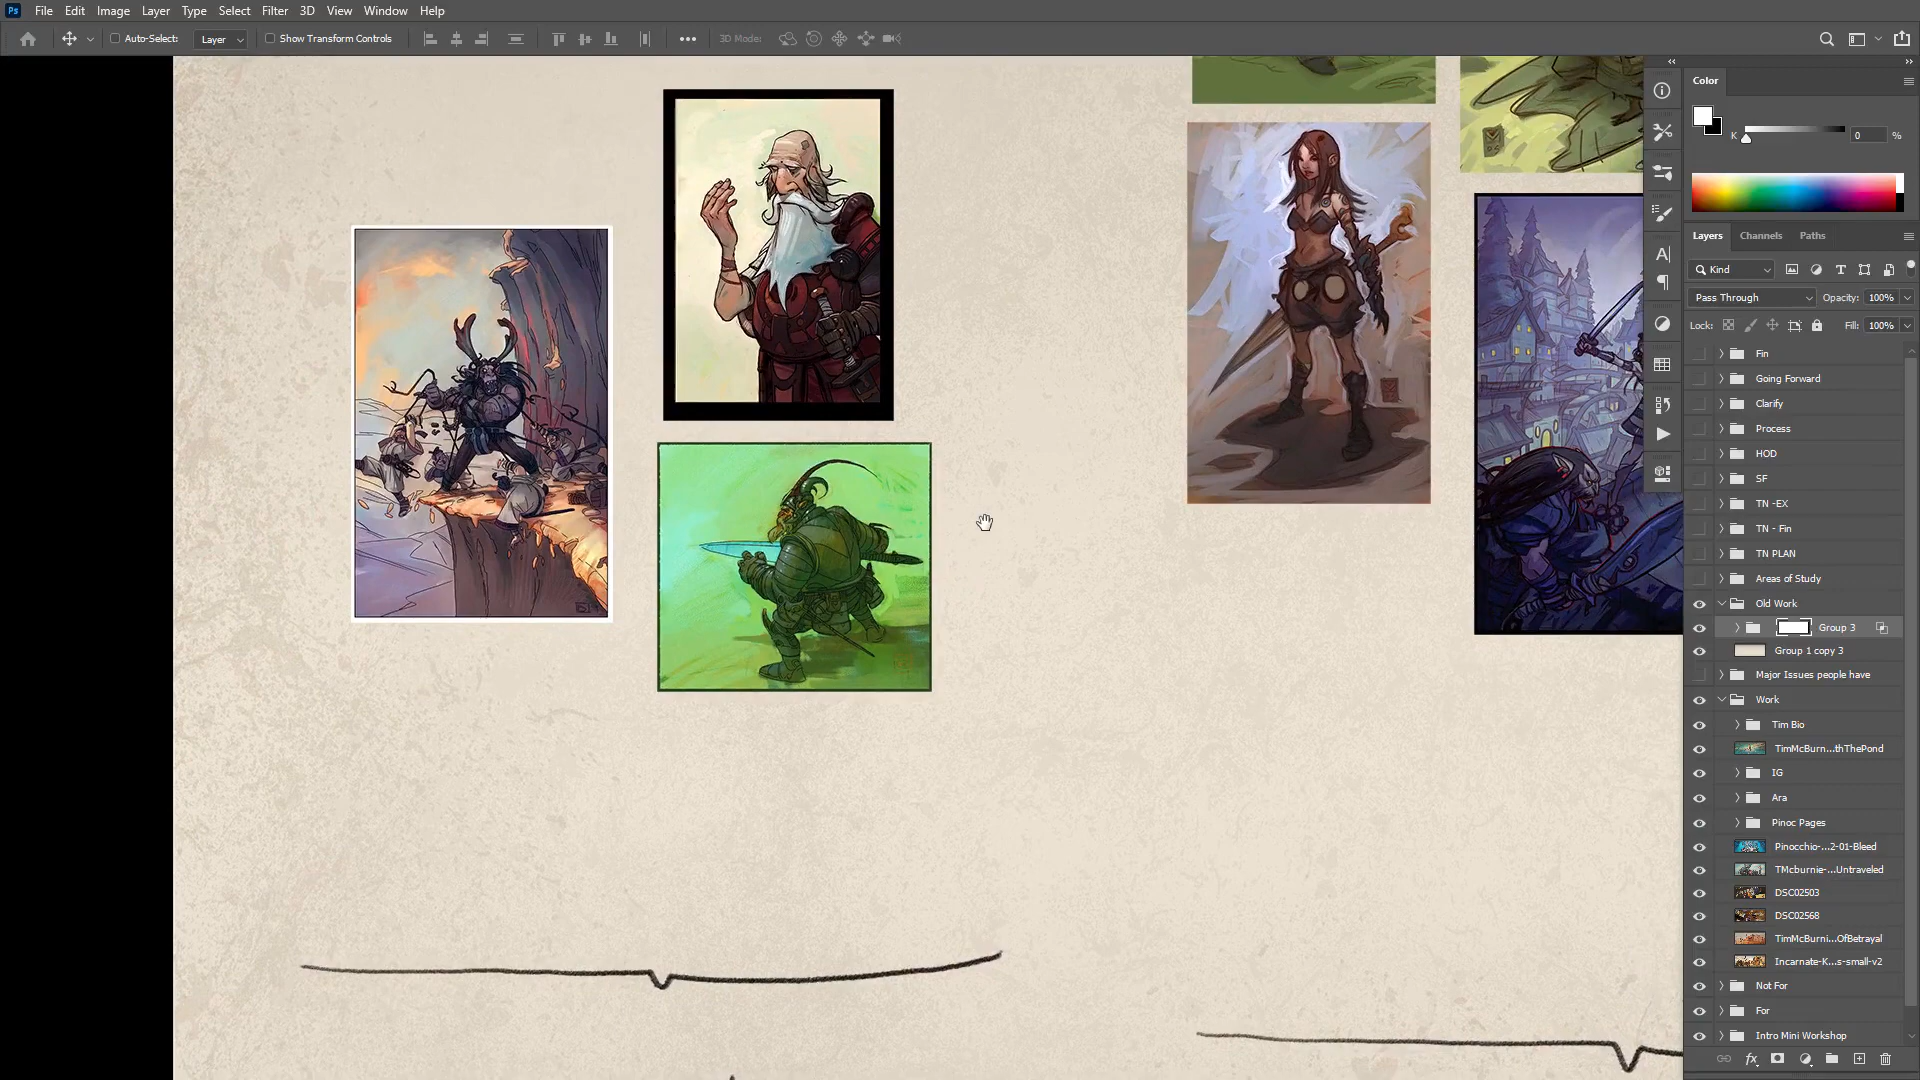 Ps File Edit Image Layer Type Select Filter 3D View Window Help
Auto-Select: Layer Show Transform Controls 3D Mode:
Color
K 0 %
Layers Channels Paths
Kind
Pass Through Opacity: 100%
Lock: Fill: 100%
Fin
Going Forward
Clarify
Process
HOD
SF
TN -EX
TN - Fin
TN PLAN
Areas of Study
Old Work
Group 3
Group 1 copy 3
Major Issues people have
Work
Tim Bio
TimMcBurn...thThePond
IG
Ara
Pinoc Pages
Pinocchio-...2-01-Bleed
TMcburnie-...Untraveled
DSC02503
DSC02568
TimMcBurni...OfBetrayal
Incarnate-K...s-small-v2
Not For
For
Intro Mini Workshop